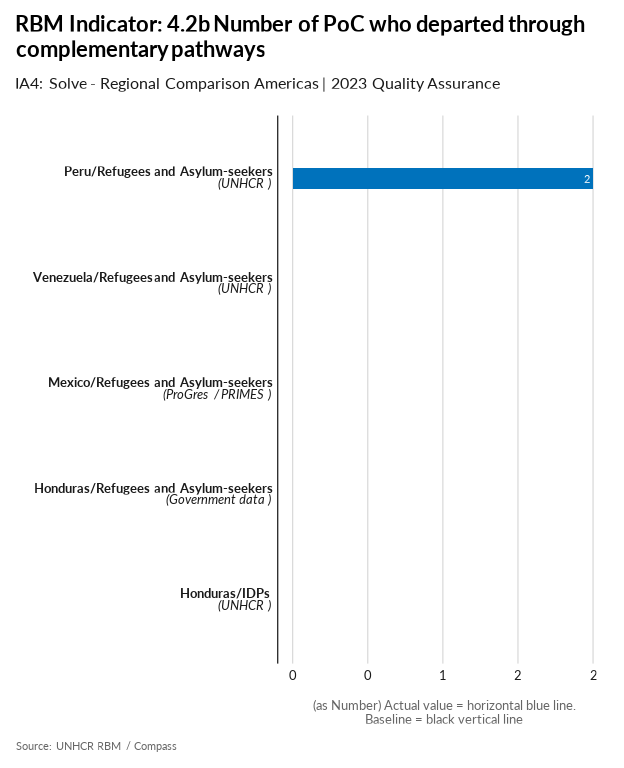 RBM Indicator: 4.2b Number of PoC who departed through
complementary pathways
IA4: Solve - Regional Comparison Americas | 2023 Quality Assurance
Peru/Refugees and Asylum-seekers
(UNHCR )
2
Venezuela/Refugees and Asylum-seekers
(UNHCR )
Mexico/Refugees and Asylum-seekers
(ProGres / PRIMES )
Honduras/Refugees and Asylum-seekers
(Government data )
Honduras/IDPs
(UNHCR )
0 0 1 2 2
(as Number) Actual value = horizontal blue line.
Baseline = black vertical line
Source: UNHCR RBM / Compass